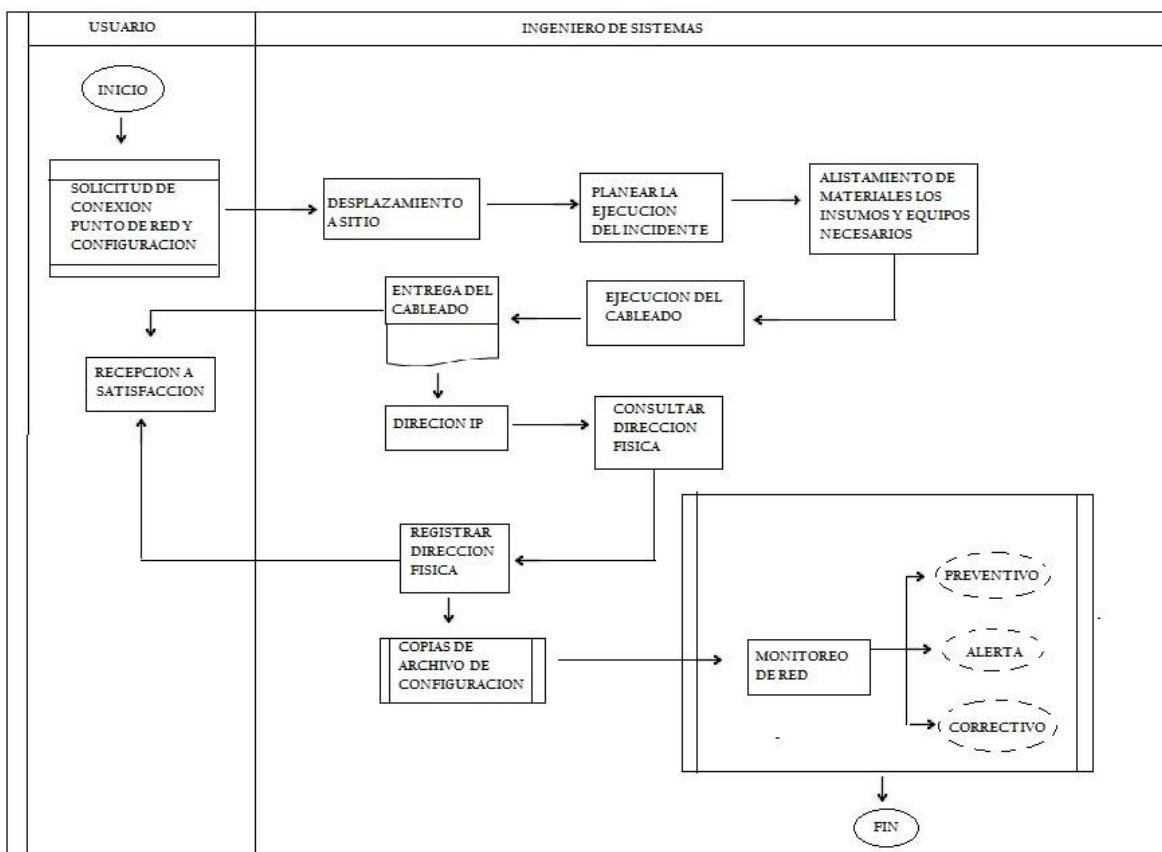 USUARIO
INGENIERO DE SISTEMAS
INICIO
SOLICITUD DE
CONEXION
PUNTO DE RED Y
CONFIGURACION
DESPLAZAMIENTO
A SITIO
PLANEAR LA
EJECUCION
DEL INCIDENTE
ALISTAMIENTO DE
MATERIALES LOS
INSUMOS Y EQUIPOS
NECESARIOS
ENTREGA DEL
CABLEADO
EJECUCION DEL
CABLEADO
RECEPCION A
SATISFACCION
DIRECION IP
CONSULTAR
DIRECCION
FISICA
REGISTRAR
DIRECCION
FISICA
COPIAS DE
ARCHIVO DE
CONFIGURACION
MONITOREO
DE RED
PREVENTIVO
ALERTA
CORRECTIVO
FIN